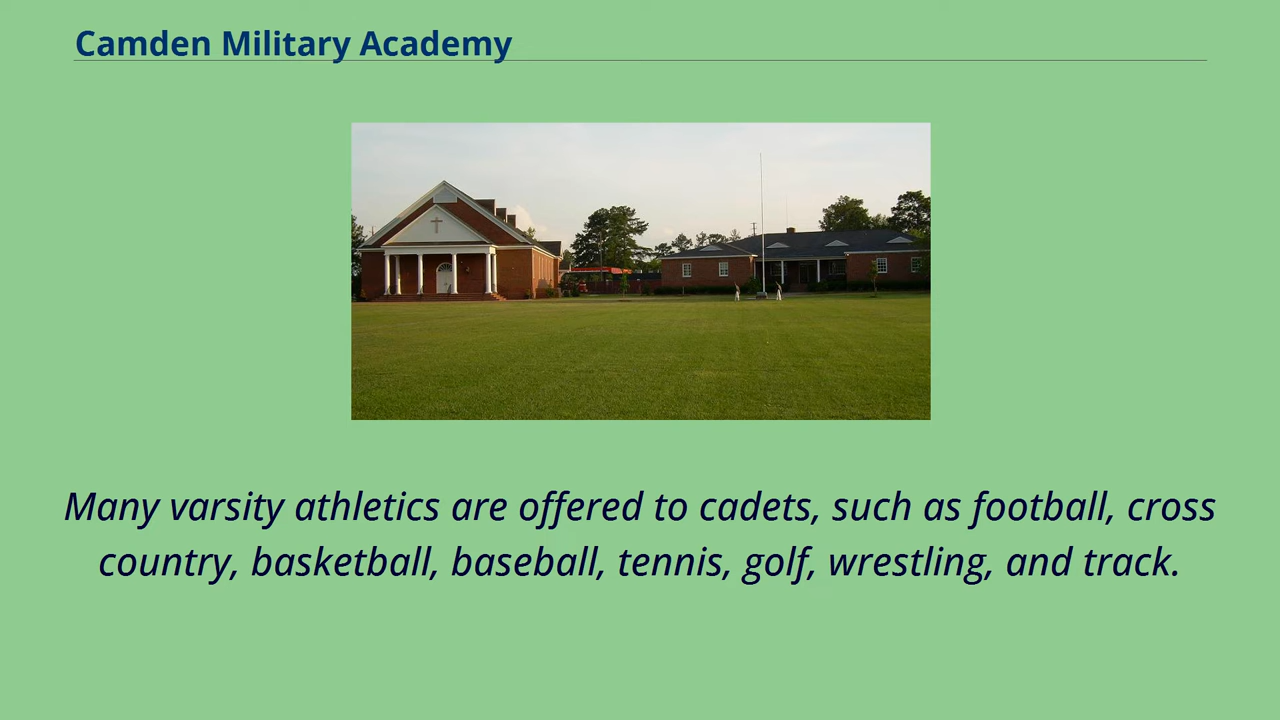 Camden Military Academy
Many varsity athletics are offered to cadets, such as football, cross
country, basketball, baseball, tennis, golf, wrestling, and track.